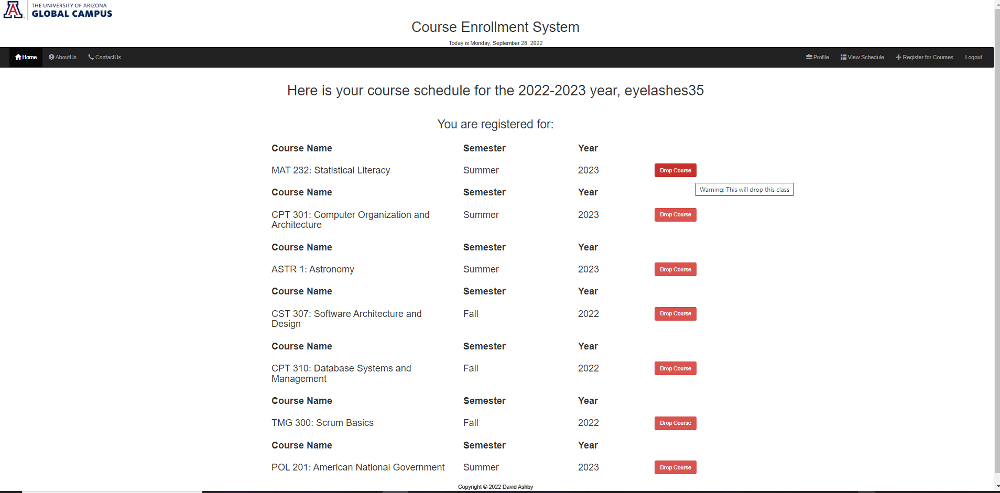 THE UNIVERSITY OF ARIZONA
GLOBAL CAMPUS
Course Enrollment System
Today is Monday, September 26, 2022
Home AboutUs ContactUs Profile View Schedule Register for Courses Logout
Here is your course schedule for the 2022-2023 year, eyelashes35
You are registered for:
Course Name Semester Year
MAT 232: Statistical Literacy Summer 2023 Drop Course
Warning: This will drop this class
Course Name Semester Year
CPT 301: Computer Organization and Summer 2023 Drop Course
Architecture
Course Name Semester Year
ASTR 1: Astronomy Summer 2023 Drop Course
Course Name Semester Year
CST 307: Software Architecture and Fall 2022 Drop Course
Design
Course Name Semester Year
CPT 310: Database Systems and Fall 2022 Drop Course
Management
Course Name Semester Year
TMG 300: Scrum Basics Fall 2022 Drop Course
Course Name Semester Year
POL 201: American National Government Summer 2023 Drop Course
Copyright © 2022 David Ashby